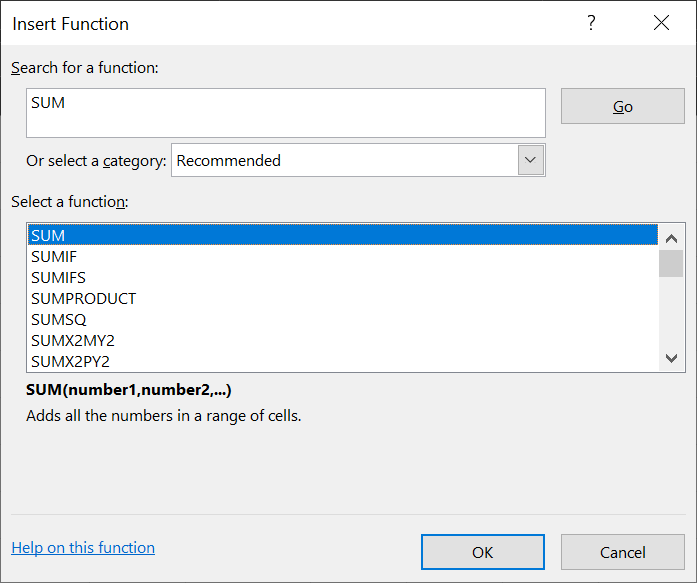 Insert Function
?
Search for a function:
SUM
Go
Or select a category: Recommended
Select a function:
SUM
SUMIF
SUMIFS
SUMPRODUCT
SUMSQ
SUMX2MY2
SUMX2PY2
SUM(number1,number2,...)
Adds all the numbers in a range of cells.
Help on this function
OK
Cancel